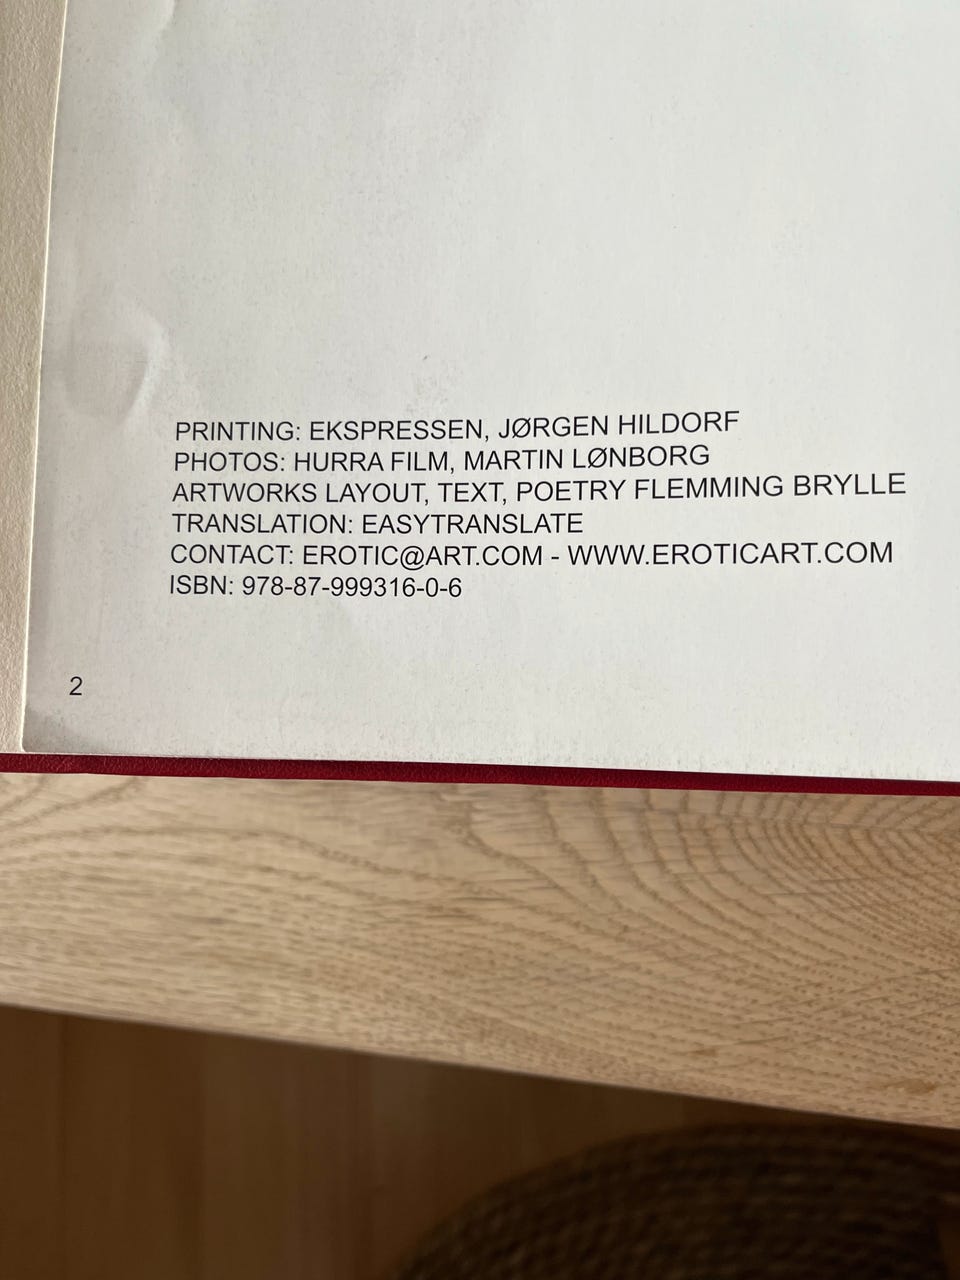 PRINTING: EKSPRESSEN, JØRGEN HILDORF
PHOTOS: HURRA FILM, MARTIN LØNBORG
ARTWORKS LAYOUT, TEXT, POETRY FLEMMING BRYLLE
TRANSLATION: EASYTRANSLATE
CONTACT: EROTIC@ART.COM - WWW.EROTICART.COM
ISBN: 978-87-999316-0-6
2